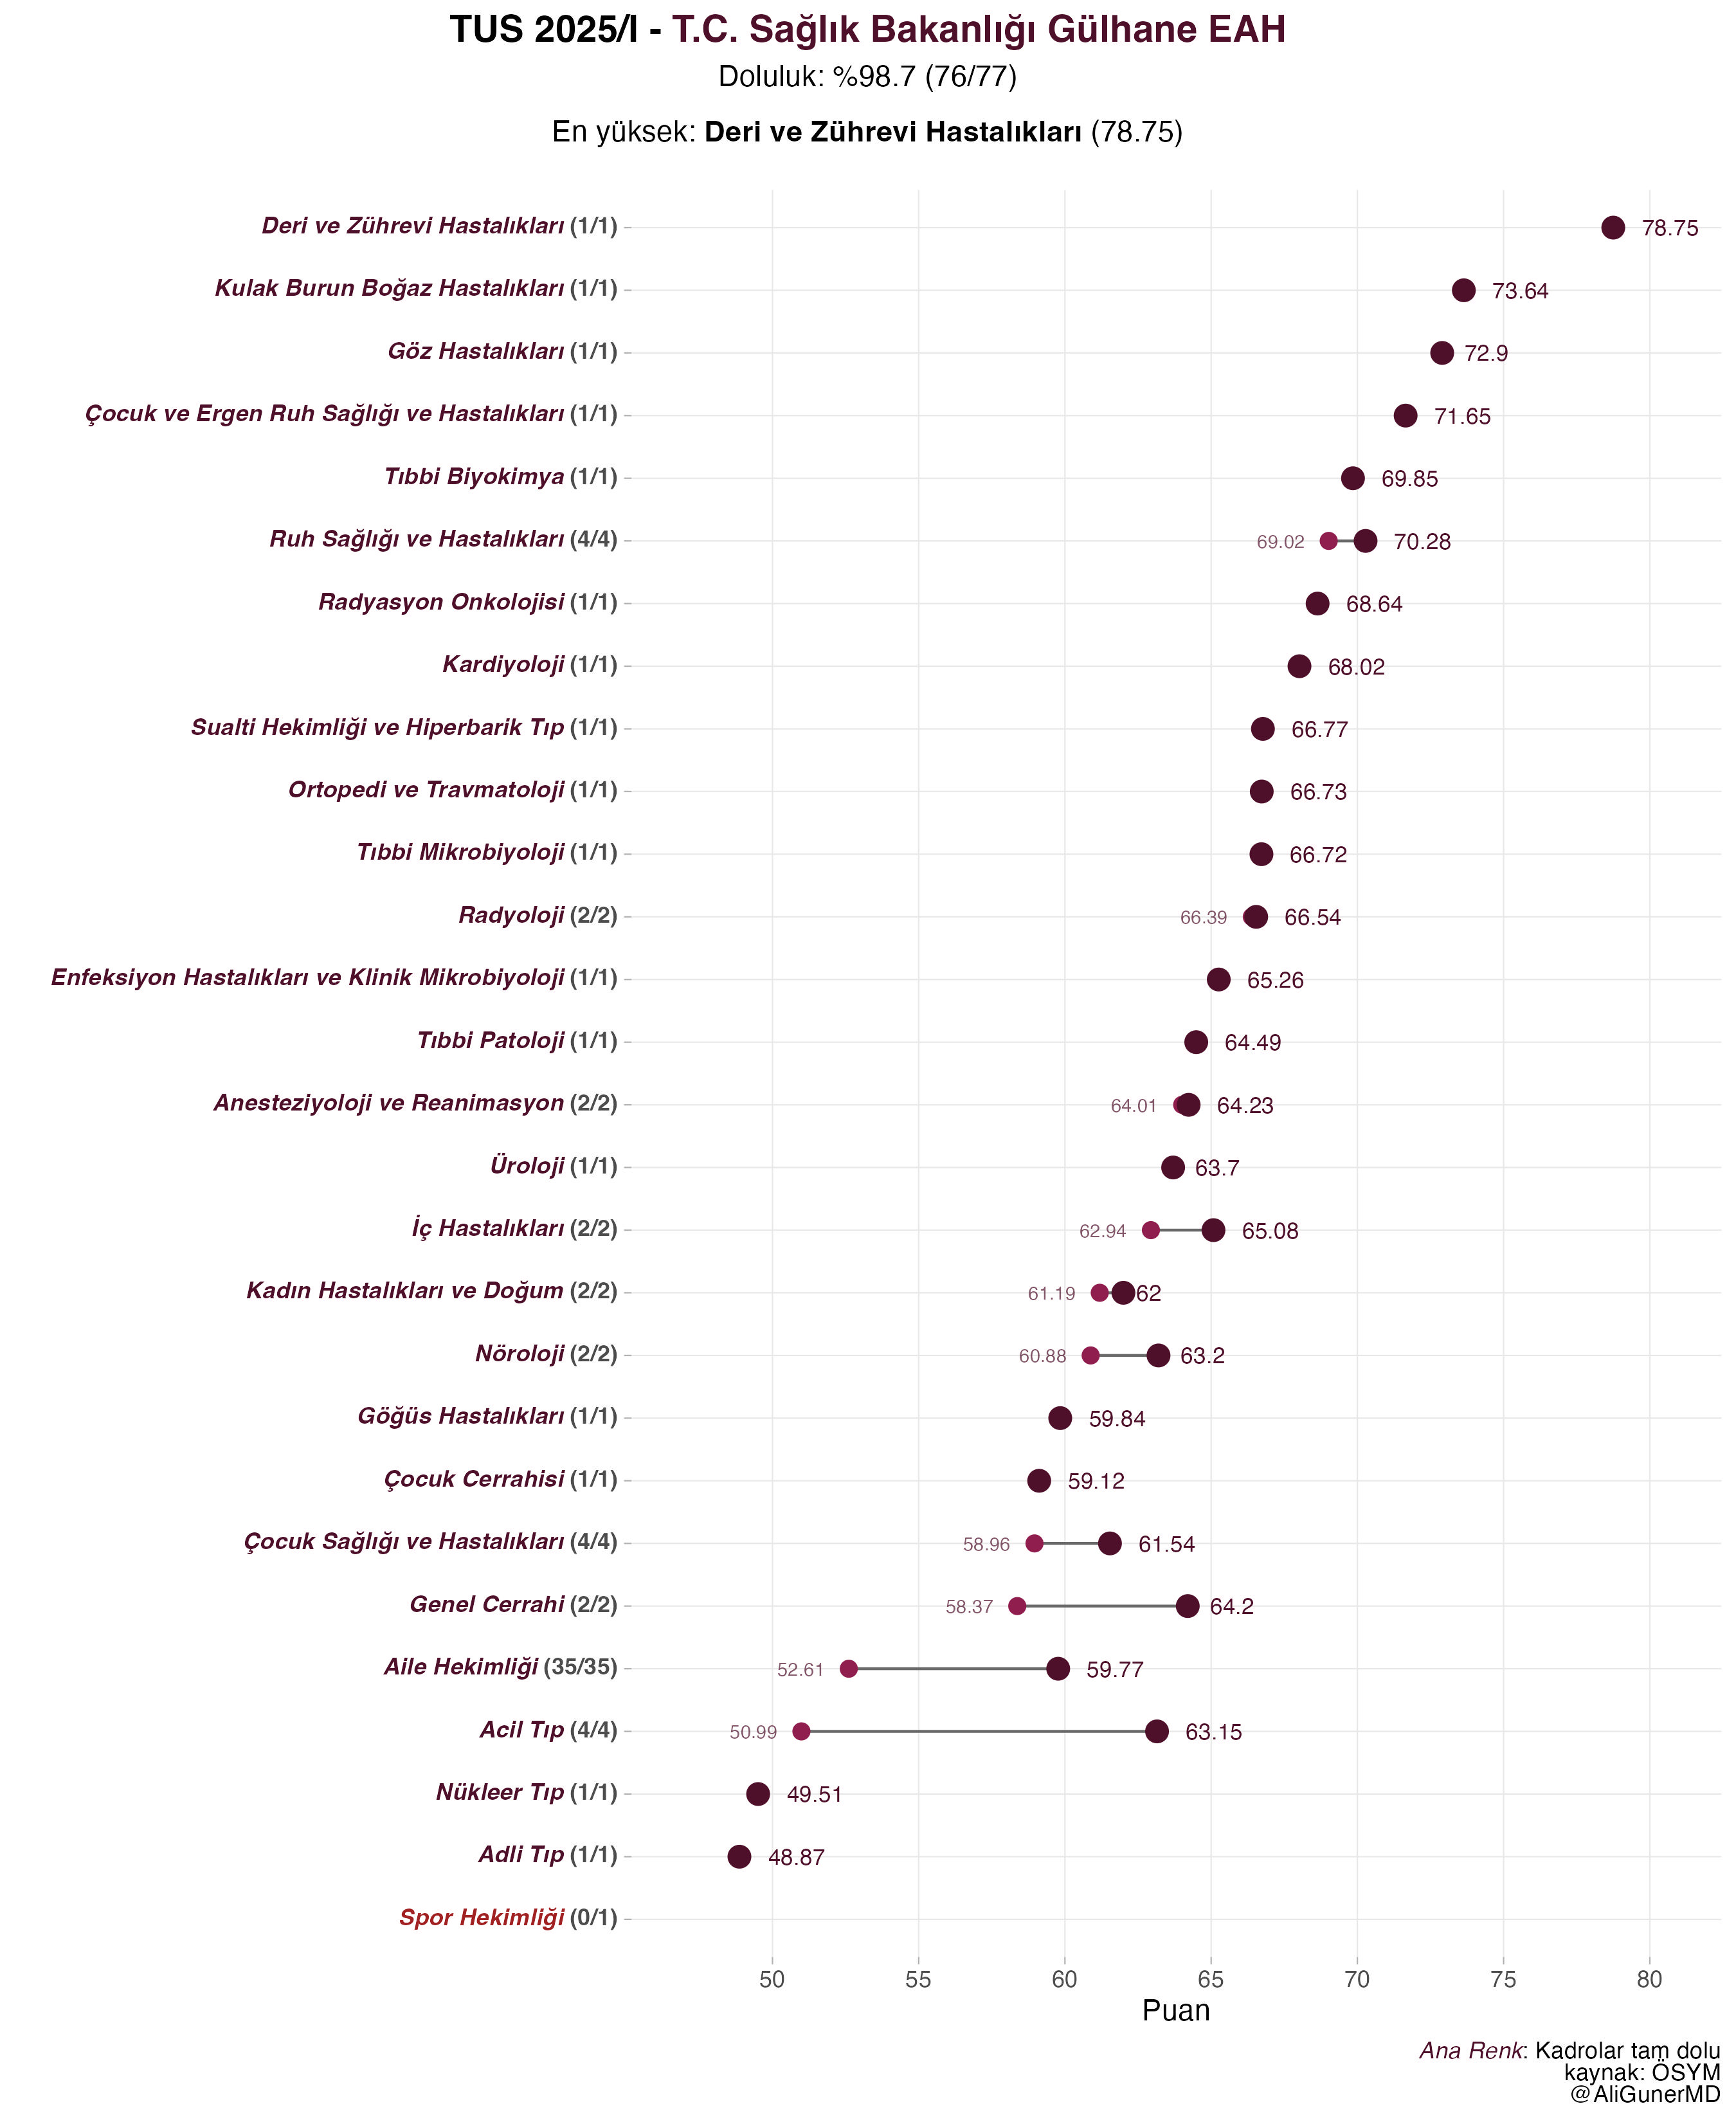 TUS 2025/I - T.C. Sağlık Bakanlığı Gülhane EAH
Doluluk: %98.7 (76/77)
En yüksek: Deri ve Zührevi Hastalıkları (78.75)
Deri ve Zührevi Hastalıkları (1/1) 78.75
Kulak Burun Boğaz Hastalıkları (1/1) 73.64
Göz Hastalıkları (1/1) 72.9
Çocuk ve Ergen Ruh Sağlığı ve Hastalıkları (1/1) 71.65
Tıbbi Biyokimya (1/1) 69.85
Ruh Sağlığı ve Hastalıkları (4/4) 69.02 70.28
Radyasyon Onkolojisi (1/1) 68.64
Kardiyoloji (1/1) 68.02
Sualti Hekimliği ve Hiperbarik Tıp (1/1) 66.77
Ortopedi ve Travmatoloji (1/1) 66.73
Tıbbi Mikrobiyoloji (1/1) 66.72
Radyoloji (2/2) 66.39 66.54
Enfeksiyon Hastalıkları ve Klinik Mikrobiyoloji (1/1) 65.26
Tıbbi Patoloji (1/1) 64.49
Anesteziyoloji ve Reanimasyon (2/2) 64.01 64.23
Üroloji (1/1) 63.7
İç Hastalıkları (2/2) 62.94 65.08
Kadın Hastalıkları ve Doğum (2/2) 61.19 62
Nöroloji (2/2) 60.88 63.2
Göğüs Hastalıkları (1/1) 59.84
Çocuk Cerrahisi (1/1) 59.12
Çocuk Sağlığı ve Hastalıkları (4/4) 58.96 61.54
Genel Cerrahi (2/2) 58.37 64.2
Aile Hekimliği (35/35) 52.61 59.77
Acil Tıp (4/4) 50.99 63.15
Nükleer Tıp (1/1) 49.51
Adli Tıp (1/1) 48.87
Spor Hekimliği (0/1)
50 55 60 65 70 75 80
Puan
Ana Renk: Kadrolar tam dolu
kaynak: ÖSYM
@AliGunerMD